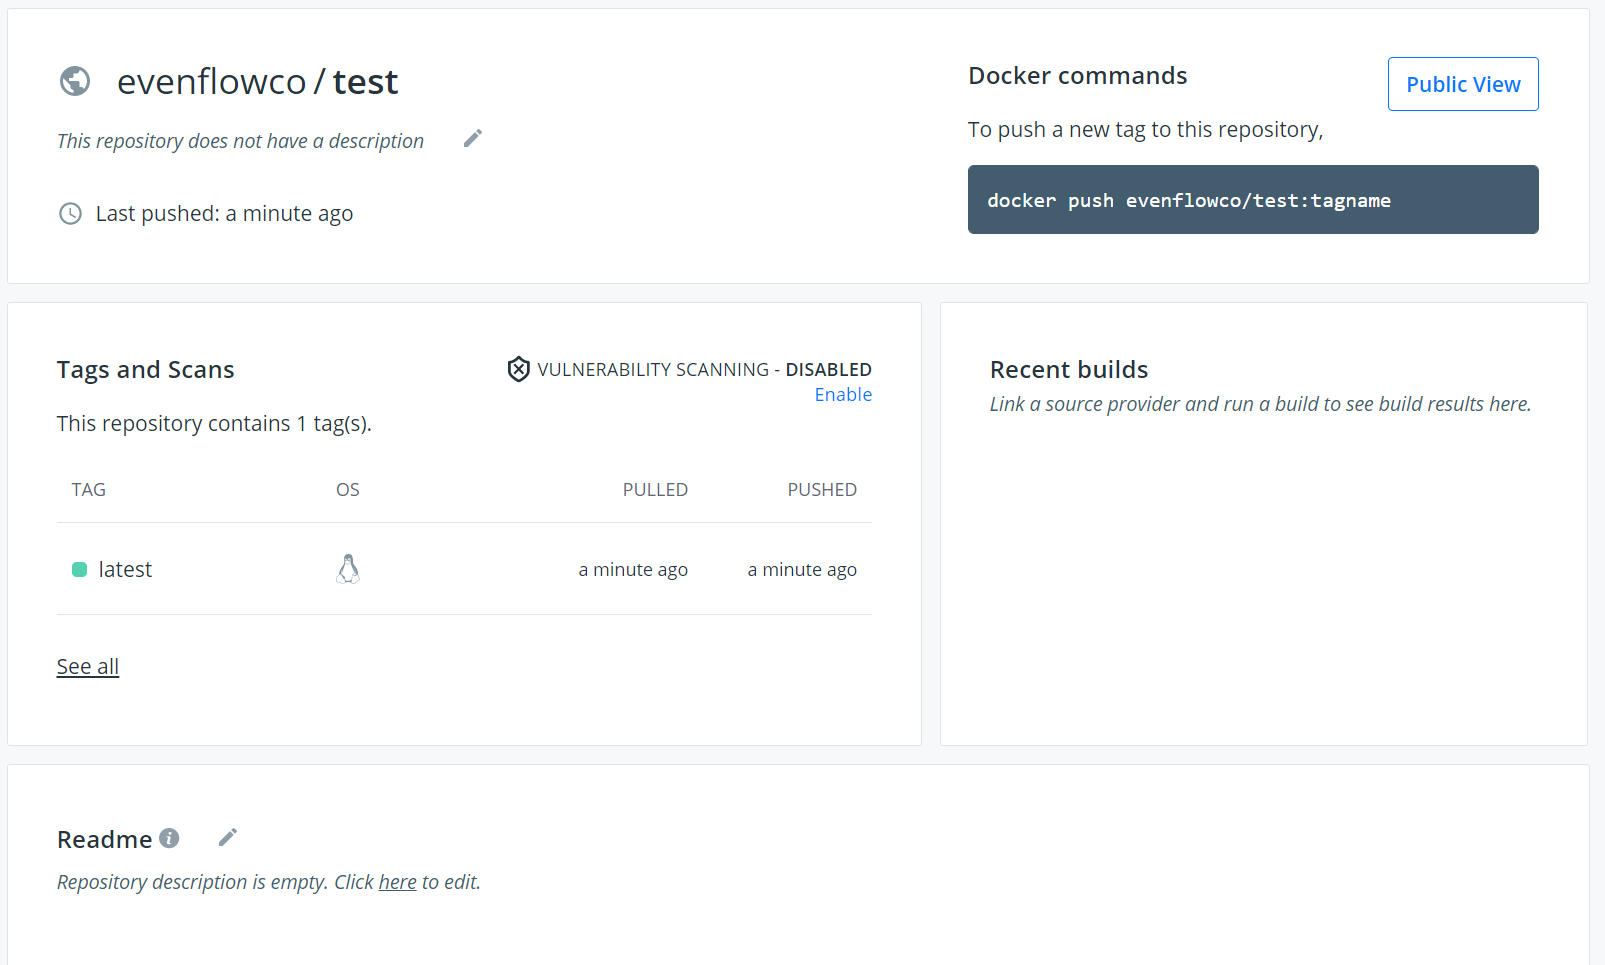 evenflowco / test
This repository does not have a description
Last pushed: a minute ago
Docker commands
Public View
To push a new tag to this repository,
docker push evenflowco/test:tagname
Tags and Scans
VULNERABILITY SCANNING - DISABLED
Enable
This repository contains 1 tag(s).
TAG OS PULLED PUSHED
latest a minute ago a minute ago
See all
Recent builds
Link a source provider and run a build to see build results here.
Readme
Repository description is empty. Click here to edit.